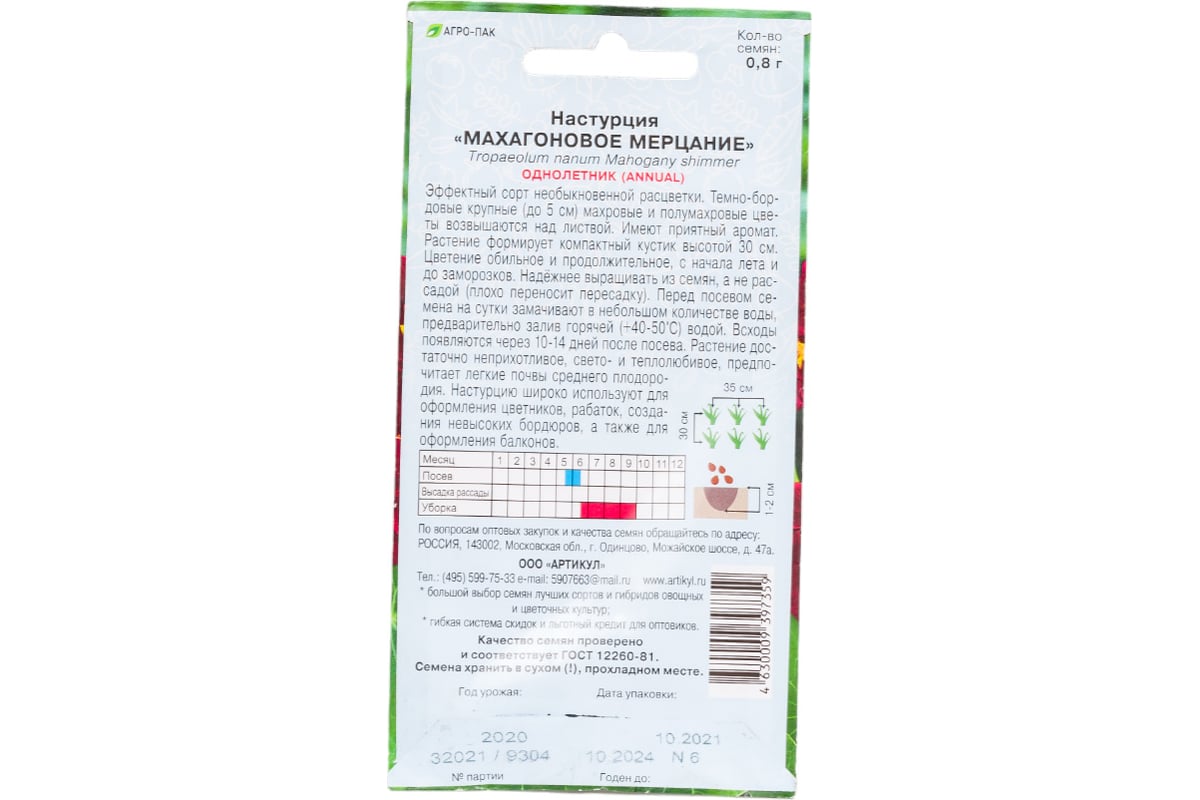 АГРО-ПАК
Кол-во
семян:
0,8 г
Настурция
«МАХАГОНОВОЕ МЕРЦАНИЕ»
Tropaeolum nanum Mahogany shimmer
ОДНОЛЕТНИК (ANNUAL)
Эффектный сорт необыкновенной расцветки. Темно-бор-
довые крупные (до 5 см) махровые и полумахровые цве-
ты возвышаются над листвой. Имеют приятный аромат.
Растение формирует компактный кустик высотой 30 см.
Цветение обильное и продолжительное, с начала лета и
до заморозков. Надёжнее выращивать из семян, а не рас-
садой (плохо переносит пересадку). Перед посевом се-
мена на сутки замачивают в небольшом количестве воды,
предварительно залив горячей (+40-50°С) водой. Всходы
появляются через 10-14 дней после посева. Растение дос-
таточно неприхотливое, свето- и теплолюбивое, предпо-
читает легкие почвы среднего плодоро-
дия. Настурцию широко используют для
оформления цветников, рабаток, созда-
ния невысоких бордюров, а также для
оформления балконов.
35 см
30 см
Месяц 1 2 3 4 5 6 7 8 9 10 11 12
Посев
Высадка рассады
Уборка
1-2 см
По вопросам оптовых закупок и качества семян обращайтесь по адресу:
РОССИЯ, 143002, Московская обл., г. Одинцово, Можайское шоссе, д. 47а.
ООО «АРТИКУЛ»
Тел.: (495) 599-75-33 e-mail: 5907663@mail.ru www.artikyl.ru
* большой выбор семян лучших сортов и гибридов овощных
и цветочных культур;
* гибкая система скидок и льготный кредит для оптовиков.
Качество семян проверено
и соответствует ГОСТ 12260-81.
Семена хранить в сухом (!), прохладном месте.
4 630009 397359
Год урожая: Дата упаковки:
2020 10.2021
32021 / 9304 10.2024 N 6
№ партии Годен до: